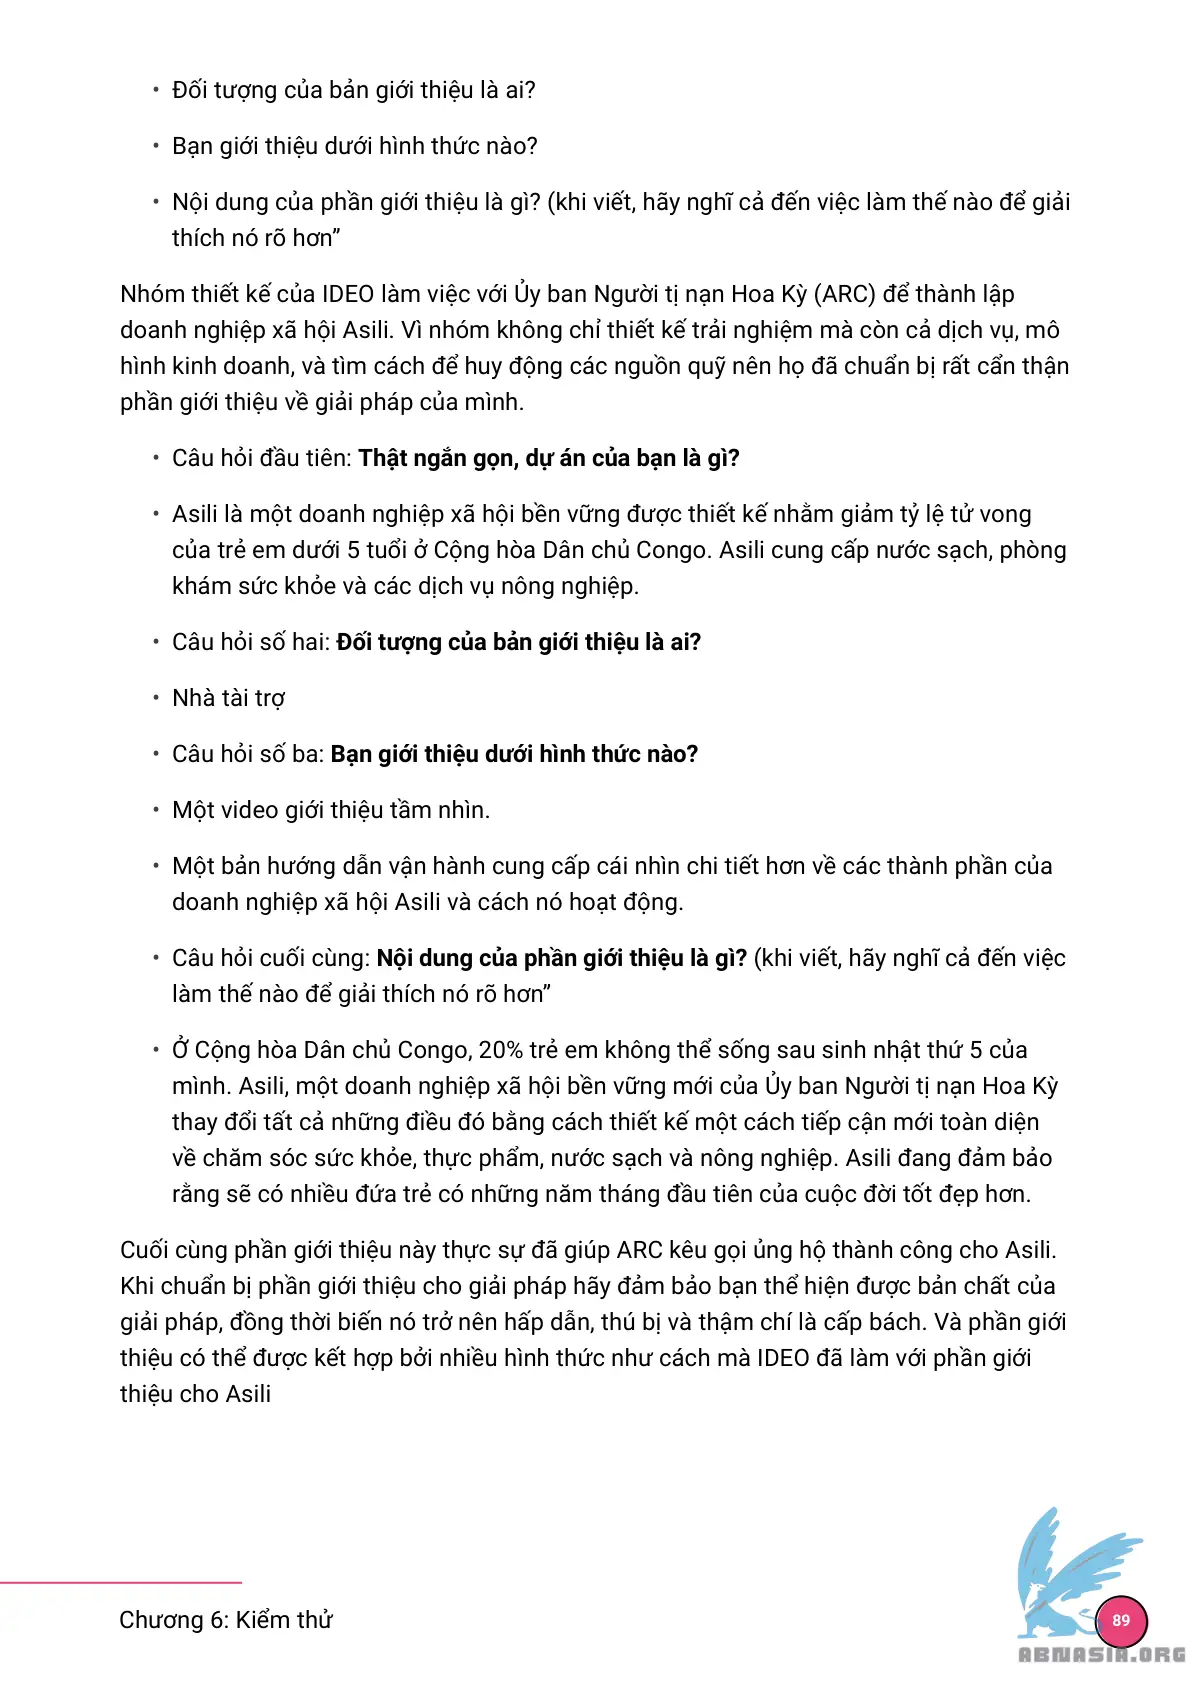 • Đối tượng của bản giới thiệu là ai?
• Bạn giới thiệu dưới hình thức nào?
• Nội dung của phần giới thiệu là gì? (khi viết, hãy nghĩ cả đến việc làm thế nào để giải
thích nó rõ hơn”
Nhóm thiết kế của IDEO làm việc với Ủy ban Người tị nạn Hoa Kỳ (ARC) để thành lập
doanh nghiệp xã hội Asili. Vì nhóm không chỉ thiết kế trải nghiệm mà còn cả dịch vụ, mô
hình kinh doanh, và tìm cách để huy động các nguồn quỹ nên họ đã chuẩn bị rất cẩn thận
phần giới thiệu về giải pháp của mình.
• Câu hỏi đầu tiên: Thật ngắn gọn, dự án của bạn là gì?
• Asili là một doanh nghiệp xã hội bền vững được thiết kế nhằm giảm tỷ lệ tử vong
của trẻ em dưới 5 tuổi ở Cộng hòa Dân chủ Congo. Asili cung cấp nước sạch, phòng
khám sức khỏe và các dịch vụ nông nghiệp.
• Câu hỏi số hai: Đối tượng của bản giới thiệu là ai?
• Nhà tài trợ
• Câu hỏi số ba: Bạn giới thiệu dưới hình thức nào?
• Một video giới thiệu tầm nhìn.
• Một bản hướng dẫn vận hành cung cấp cái nhìn chi tiết hơn về các thành phần của
doanh nghiệp xã hội Asili và cách nó hoạt động.
• Câu hỏi cuối cùng: Nội dung của phần giới thiệu là gì? (khi viết, hãy nghĩ cả đến việc
làm thế nào để giải thích nó rõ hơn”
• Ở Cộng hòa Dân chủ Congo, 20% trẻ em không thể sống sau sinh nhật thứ 5 của
mình. Asili, một doanh nghiệp xã hội bền vững mới của Ủy ban Người tị nạn Hoa Kỳ
thay đổi tất cả những điều đó bằng cách thiết kế một cách tiếp cận mới toàn diện
về chăm sóc sức khỏe, thực phẩm, nước sạch và nông nghiệp. Asili đang đảm bảo
rằng sẽ có nhiều đứa trẻ có những năm tháng đầu tiên của cuộc đời tốt đẹp hơn.
Cuối cùng phần giới thiệu này thực sự đã giúp ARC kêu gọi ủng hộ thành công cho Asili.
Khi chuẩn bị phần giới thiệu cho giải pháp hãy đảm bảo bạn thể hiện được bản chất của
giải pháp, đồng thời biến nó trở nên hấp dẫn, thú bị và thậm chí là cấp bách. Và phần giới
thiệu có thể được kết hợp bởi nhiều hình thức như cách mà IDEO đã làm với phần giới
thiệu cho Asili
Chương 6: Kiểm thử
89
ABNASIA.ORG